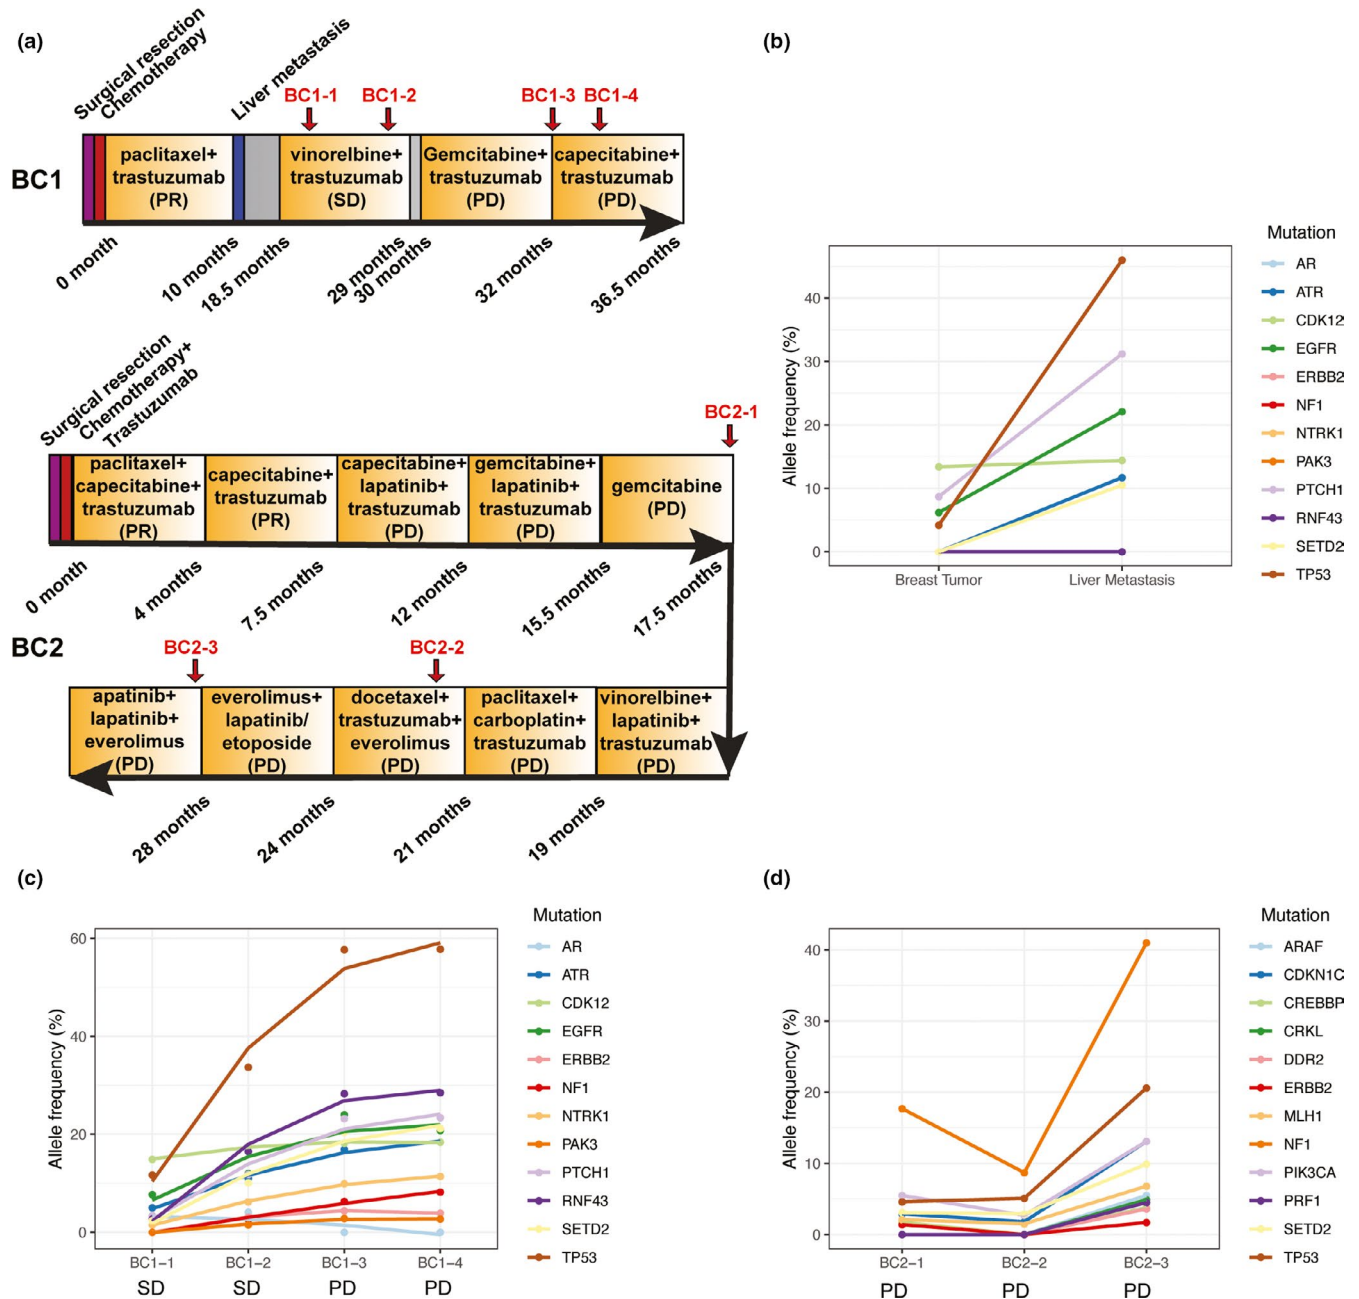 (a)
Surgical resection
Chemotherapy
Liver metastasis
BC1-1
BC1-2
BC1-3
BC1-4
BC1
paclitaxel+
trastuzumab
(PR)
vinorelbine+
trastuzumab
(SD)
Gemcitabine+
trastuzumab
(PD)
capecitabine+
trastuzumab
(PD)
0 month
10 months
18.5 months
29 months
30 months
32 months
36.5 months
Surgical resection
Chemotherapy+
Trastuzumab
BC2-1
paclitaxel+
capecitabine+
trastuzumab
(PR)
capecitabine+
trastuzumab
(PR)
capecitabine+
lapatinib+
trastuzumab
(PD)
gemcitabine+
lapatinib+
trastuzumab
(PD)
gemcitabine
(PD)
0 month
4 months
7.5 months
12 months
15.5 months
17.5 months
BC2
BC2-3
BC2-2
apatinib+
lapatinib+
everolimus
(PD)
everolimus+
lapatinib/
etoposide
(PD)
docetaxel+
trastuzumab+
everolimus
(PD)
paclitaxel+
carboplatin+
trastuzumab
(PD)
vinorelbine+
lapatinib+
trastuzumab
(PD)
28 months
24 months
21 months
19 months
(b)
Allele frequency (%)
40
30
20
10
0
Breast Tumor
Liver Metastasis
Mutation
AR
ATR
CDK12
EGFR
ERBB2
NF1
NTRK1
PAK3
PTCH1
RNF43
SETD2
TP53
(c)
Allele frequency (%)
60
40
20
0
BC1-1
BC1-2
BC1-3
BC1-4
SD
SD
PD
PD
Mutation
AR
ATR
CDK12
EGFR
ERBB2
NF1
NTRK1
PAK3
PTCH1
RNF43
SETD2
TP53
(d)
Allele frequency (%)
40
30
20
10
0
BC2-1
BC2-2
BC2-3
PD
PD
PD
Mutation
ARAF
CDKN1C
CREBBP
CRKL
DDR2
ERBB2
MLH1
NF1
PIK3CA
PRF1
SETD2
TP53